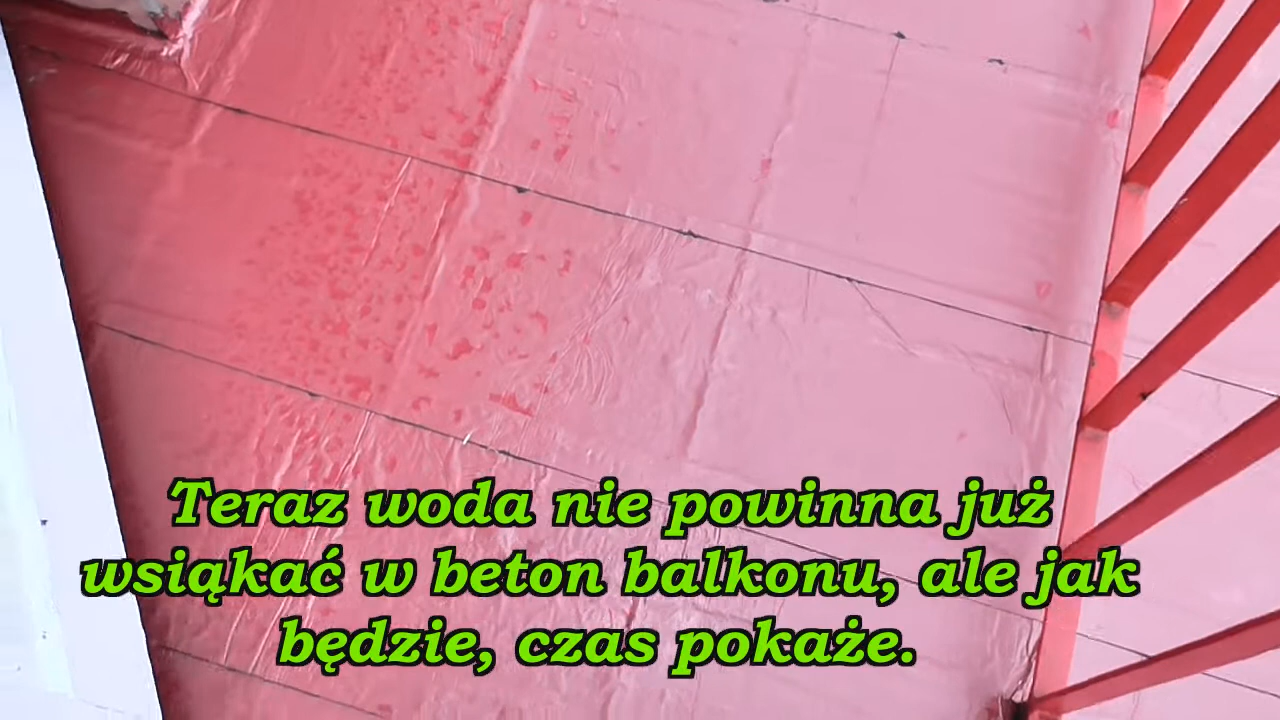 Teraz woda nie powinna już
wsiąkać w beton balkonu, ale jak
będzie, czas pokaże.